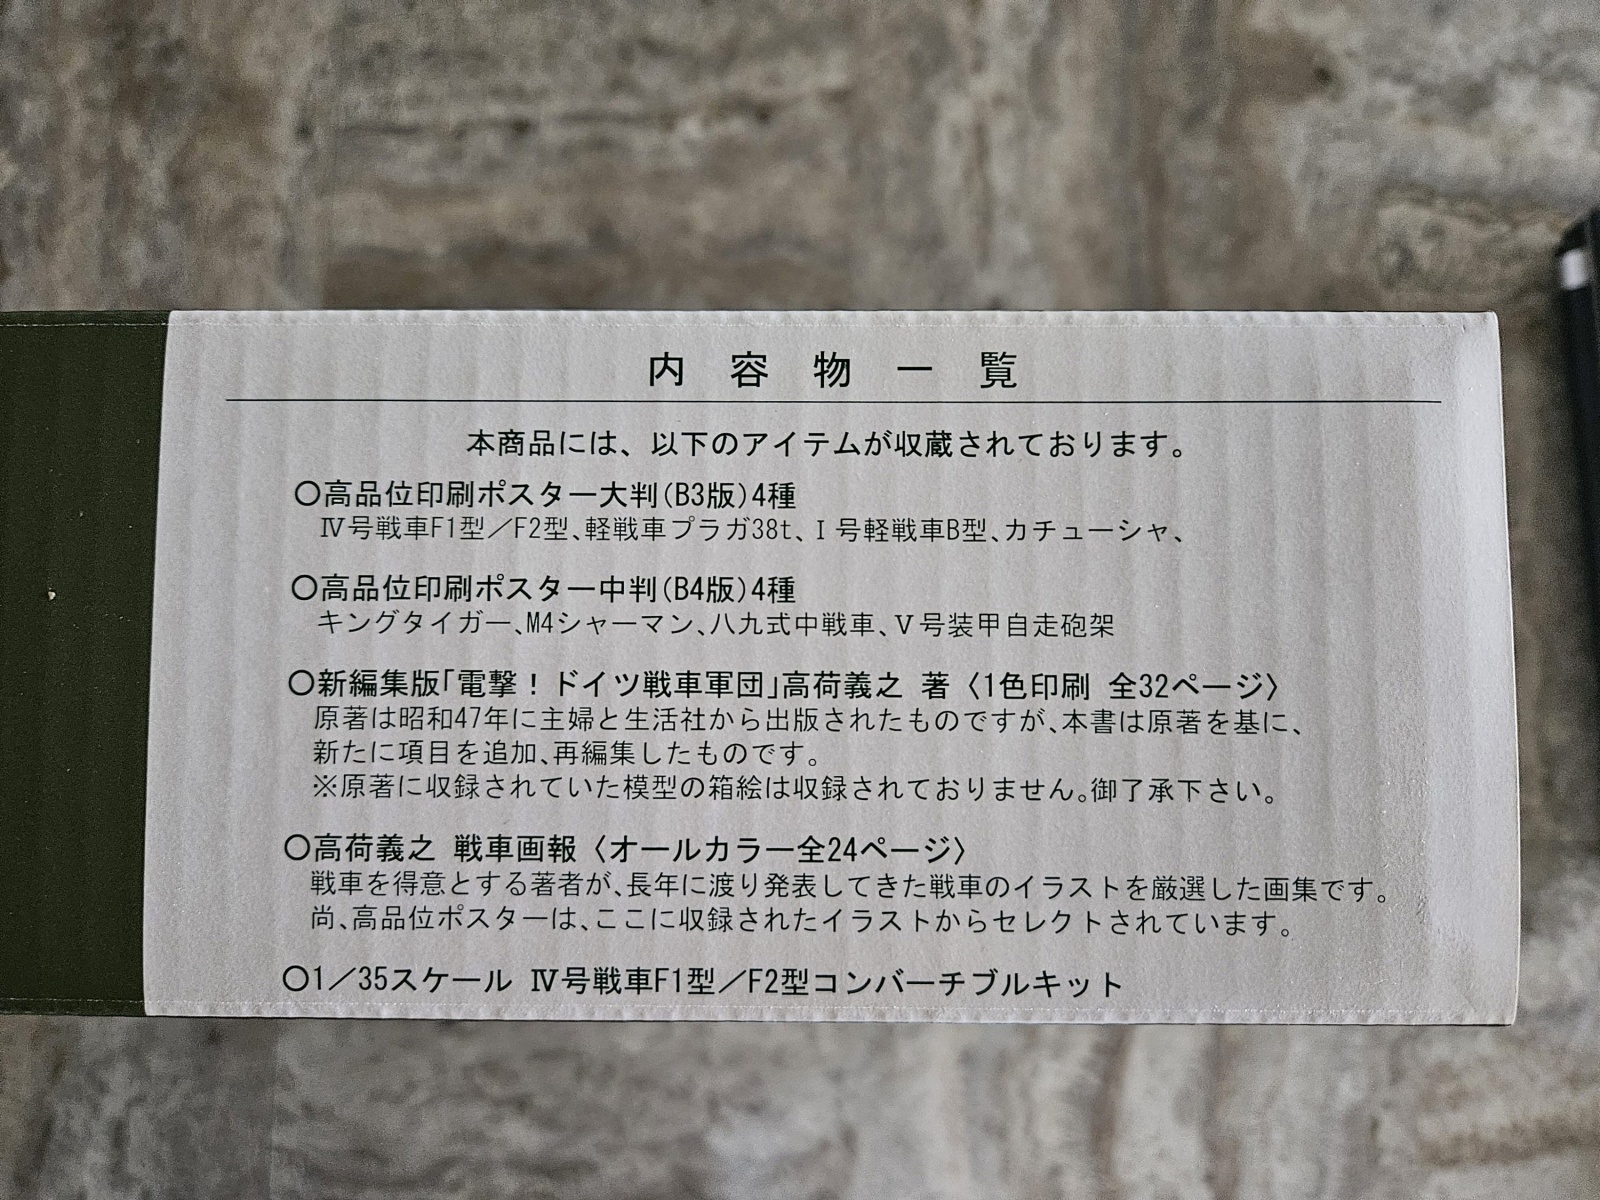 内容物一覧
本商品には、以下のアイテムが収蔵されております。
〇高品位印刷ポスター大判(B3版)4種
Ⅳ号戦車F1型／F2型、軽戦車プラガ38t、Ⅰ号軽戦車B型、カチューシャ、
〇高品位印刷ポスター中判(B4版)4種
キングタイガー、M4シャーマン、八九式中戦車、Ⅴ号装甲自走砲架
〇新編集版「電撃！ドイツ戦車軍団」高荷義之 著〈1色印刷 全32ページ〉
原著は昭和47年に主婦と生活社から出版されたものですが、本書は原著を基に、
新たに項目を追加、再編集したものです。
※原著に収録されていた模型の箱絵は収録されておりません。御了承下さい。
〇高荷義之 戦車画報〈オールカラー全24ページ〉
戦車を得意とする著者が、長年に渡り発表してきた戦車のイラストを厳選した画集です。
尚、高品位ポスターは、ここに収録されたイラストからセレクトされています。
〇1／35スケール Ⅳ号戦車F1型／F2型コンバーチブルキット